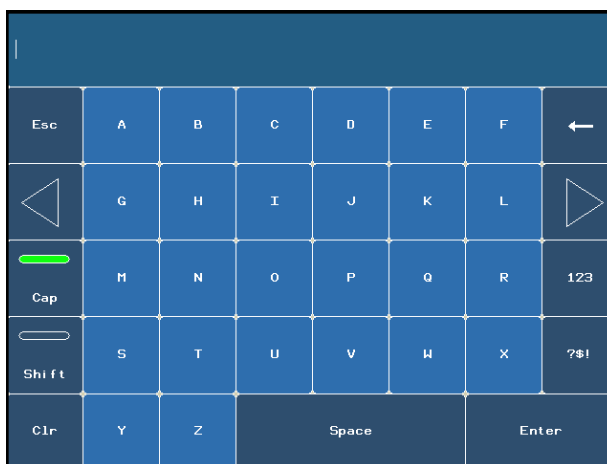 Esc A B C D E F ←
G H I J K L
Cap M N O P Q R 123
Shift S T U V W X ?$!
Clr Y Z Space Enter